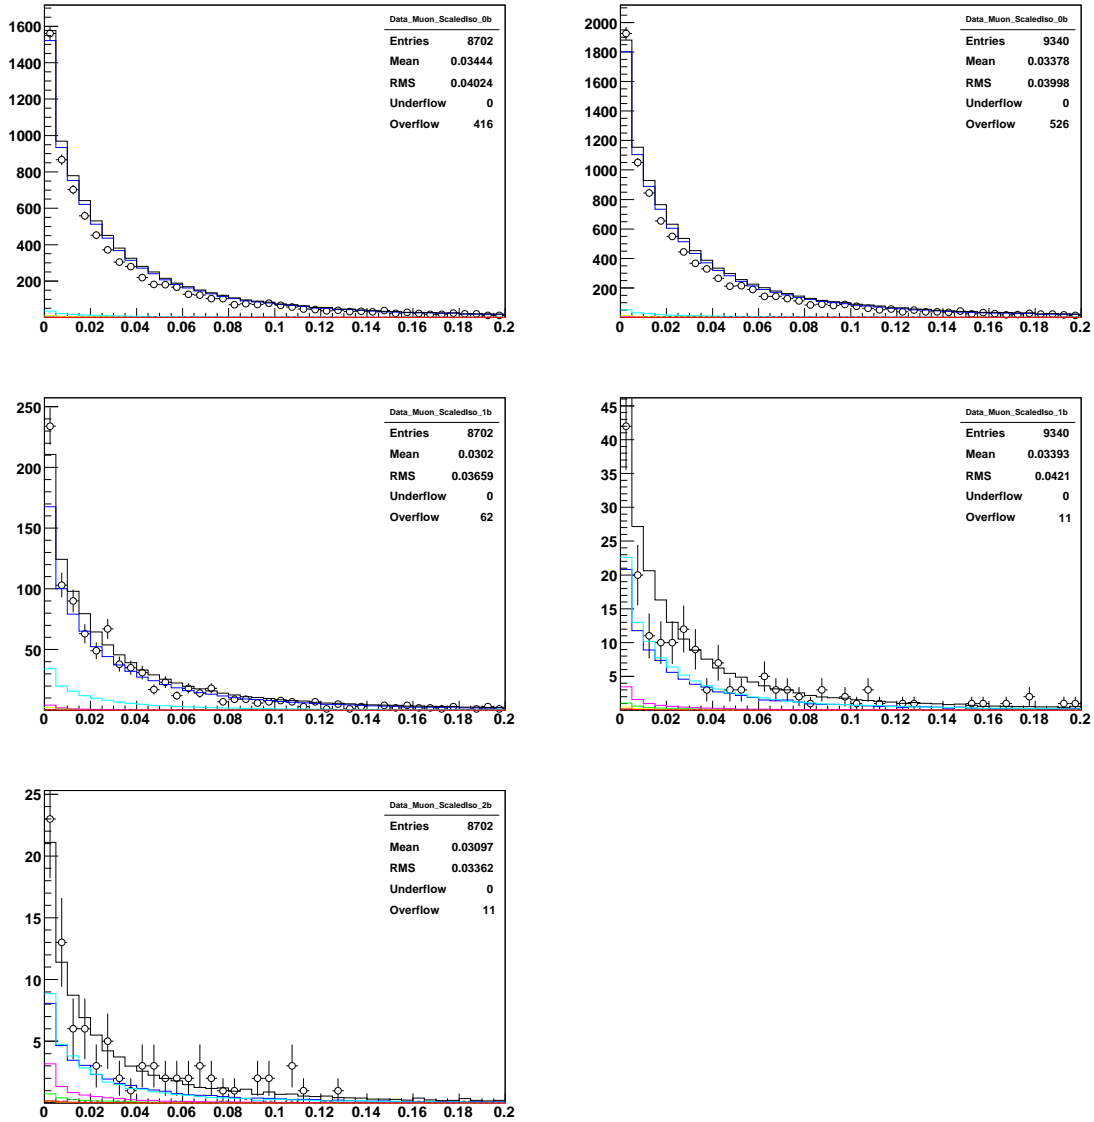 Data_Muon_ScaledIso_0b
Entries 8702
Mean 0.03444
RMS 0.04024
Underflow 0
Overflow 416
1600
1400
1200
1000
800
600
400
200
0 0.02 0.04 0.06 0.08 0.1 0.12 0.14 0.16 0.18 0.2
Data_Muon_ScaledIso_0b
Entries 9340
Mean 0.03378
RMS 0.03998
Underflow 0
Overflow 526
2000
1800
1600
1400
1200
1000
800
600
400
200
0 0.02 0.04 0.06 0.08 0.1 0.12 0.14 0.16 0.18 0.2
Data_Muon_ScaledIso_1b
Entries 8702
Mean 0.0302
RMS 0.03659
Underflow 0
Overflow 62
250
200
150
100
50
0 0.02 0.04 0.06 0.08 0.1 0.12 0.14 0.16 0.18 0.2
Data_Muon_ScaledIso_1b
Entries 9340
Mean 0.03393
RMS 0.0421
Underflow 0
Overflow 11
45
40
35
30
25
20
15
10
5
0 0.02 0.04 0.06 0.08 0.1 0.12 0.14 0.16 0.18 0.2
Data_Muon_ScaledIso_2b
Entries 8702
Mean 0.03097
RMS 0.03362
Underflow 0
Overflow 11
25
20
15
10
5
0 0.02 0.04 0.06 0.08 0.1 0.12 0.14 0.16 0.18 0.2